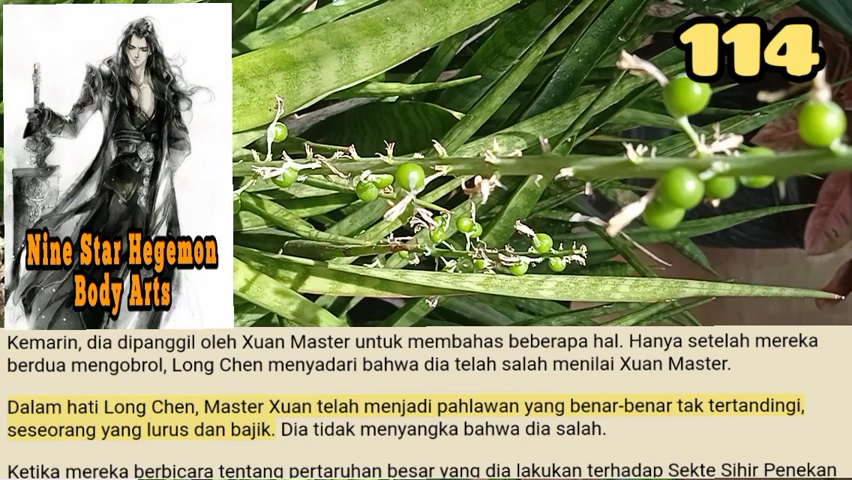 114
Nine Star Hegemon
Body Arts
Kemarin, dia dipanggil oleh Xuan Master untuk membahas beberapa hal. Hanya setelah mereka
berdua mengobrol, Long Chen menyadari bahwa dia telah salah menilai Xuan Master.
Dalam hati Long Chen, Master Xuan telah menjadi pahlawan yang benar-benar tak tertandingi,
seseorang yang lurus dan bajik. Dia tidak menyangka bahwa dia salah.
Ketika mereka berbicara tentang pertaruhan besar yang dia lakukan terhadap Sekte Sihir Penekan